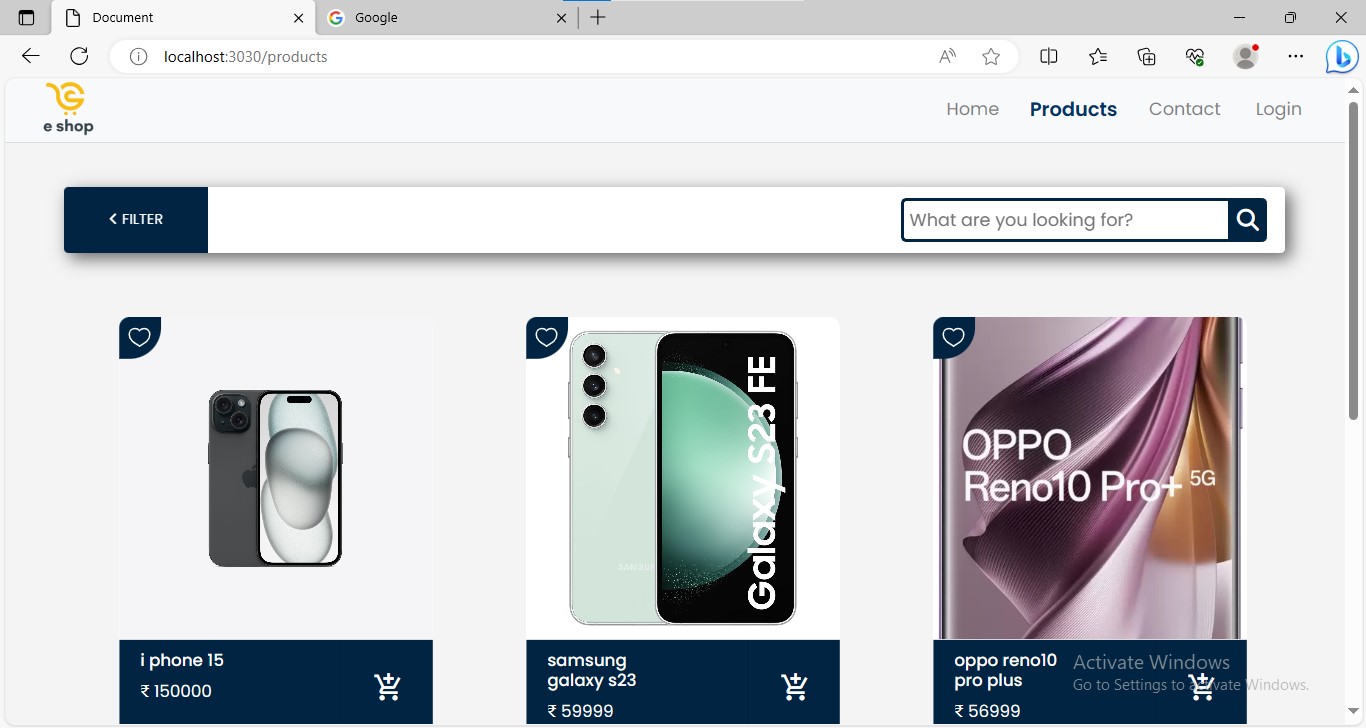 Document
Google
localhost:3030/products
e shop
Home Products Contact Login
FILTER
What are you looking for?
SAMSUNG
Galaxy S23 FE
OPPO
Reno10 Pro+ 5G
i phone 15
₹ 150000
samsung
galaxy s23
₹ 59999
oppo reno10
pro plus
₹ 56999
Activate Windows
Go to Settings to activate Windows.